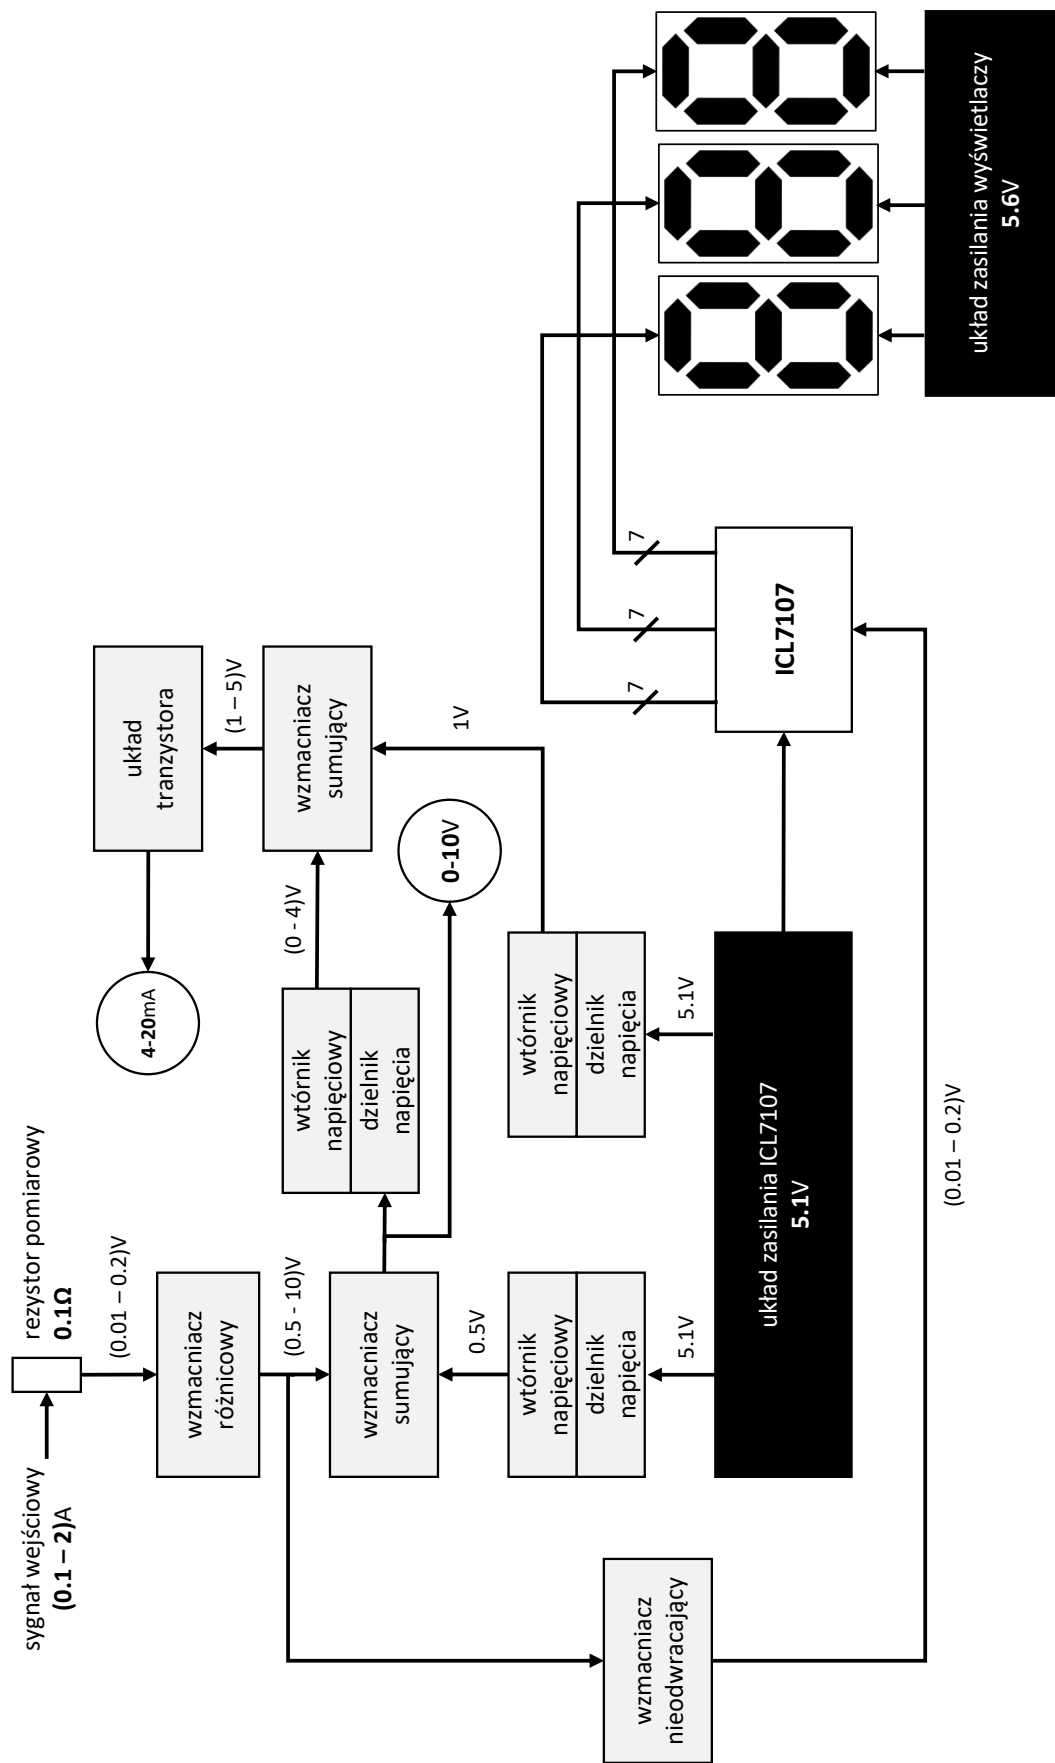 sygnał wejściowy
(0.1 – 2)A
rezystor pomiarowy
0.1Ω
(0.01 – 0.2)V
wzmacniacz
różnicowy
(0.5 - 10)V
wzmacniacz
sumujący
0.5V
wtórnik
napięciowy
dzielnik
napięcia
5.1V
wzmacniacz
nieodwracający
(0.01 – 0.2)V
układ zasilania ICL7107
5.1V
4-20mA
układ
tranzystora
(1 – 5)V
wtórnik
napięciowy
dzielnik
napięcia
(0 - 4)V
wzmacniacz
sumujący
0-10V
1V
wtórnik
napięciowy
dzielnik
napięcia
5.1V
ICL7107
7
7
7
układ zasilania wyświetlaczy
5.6V